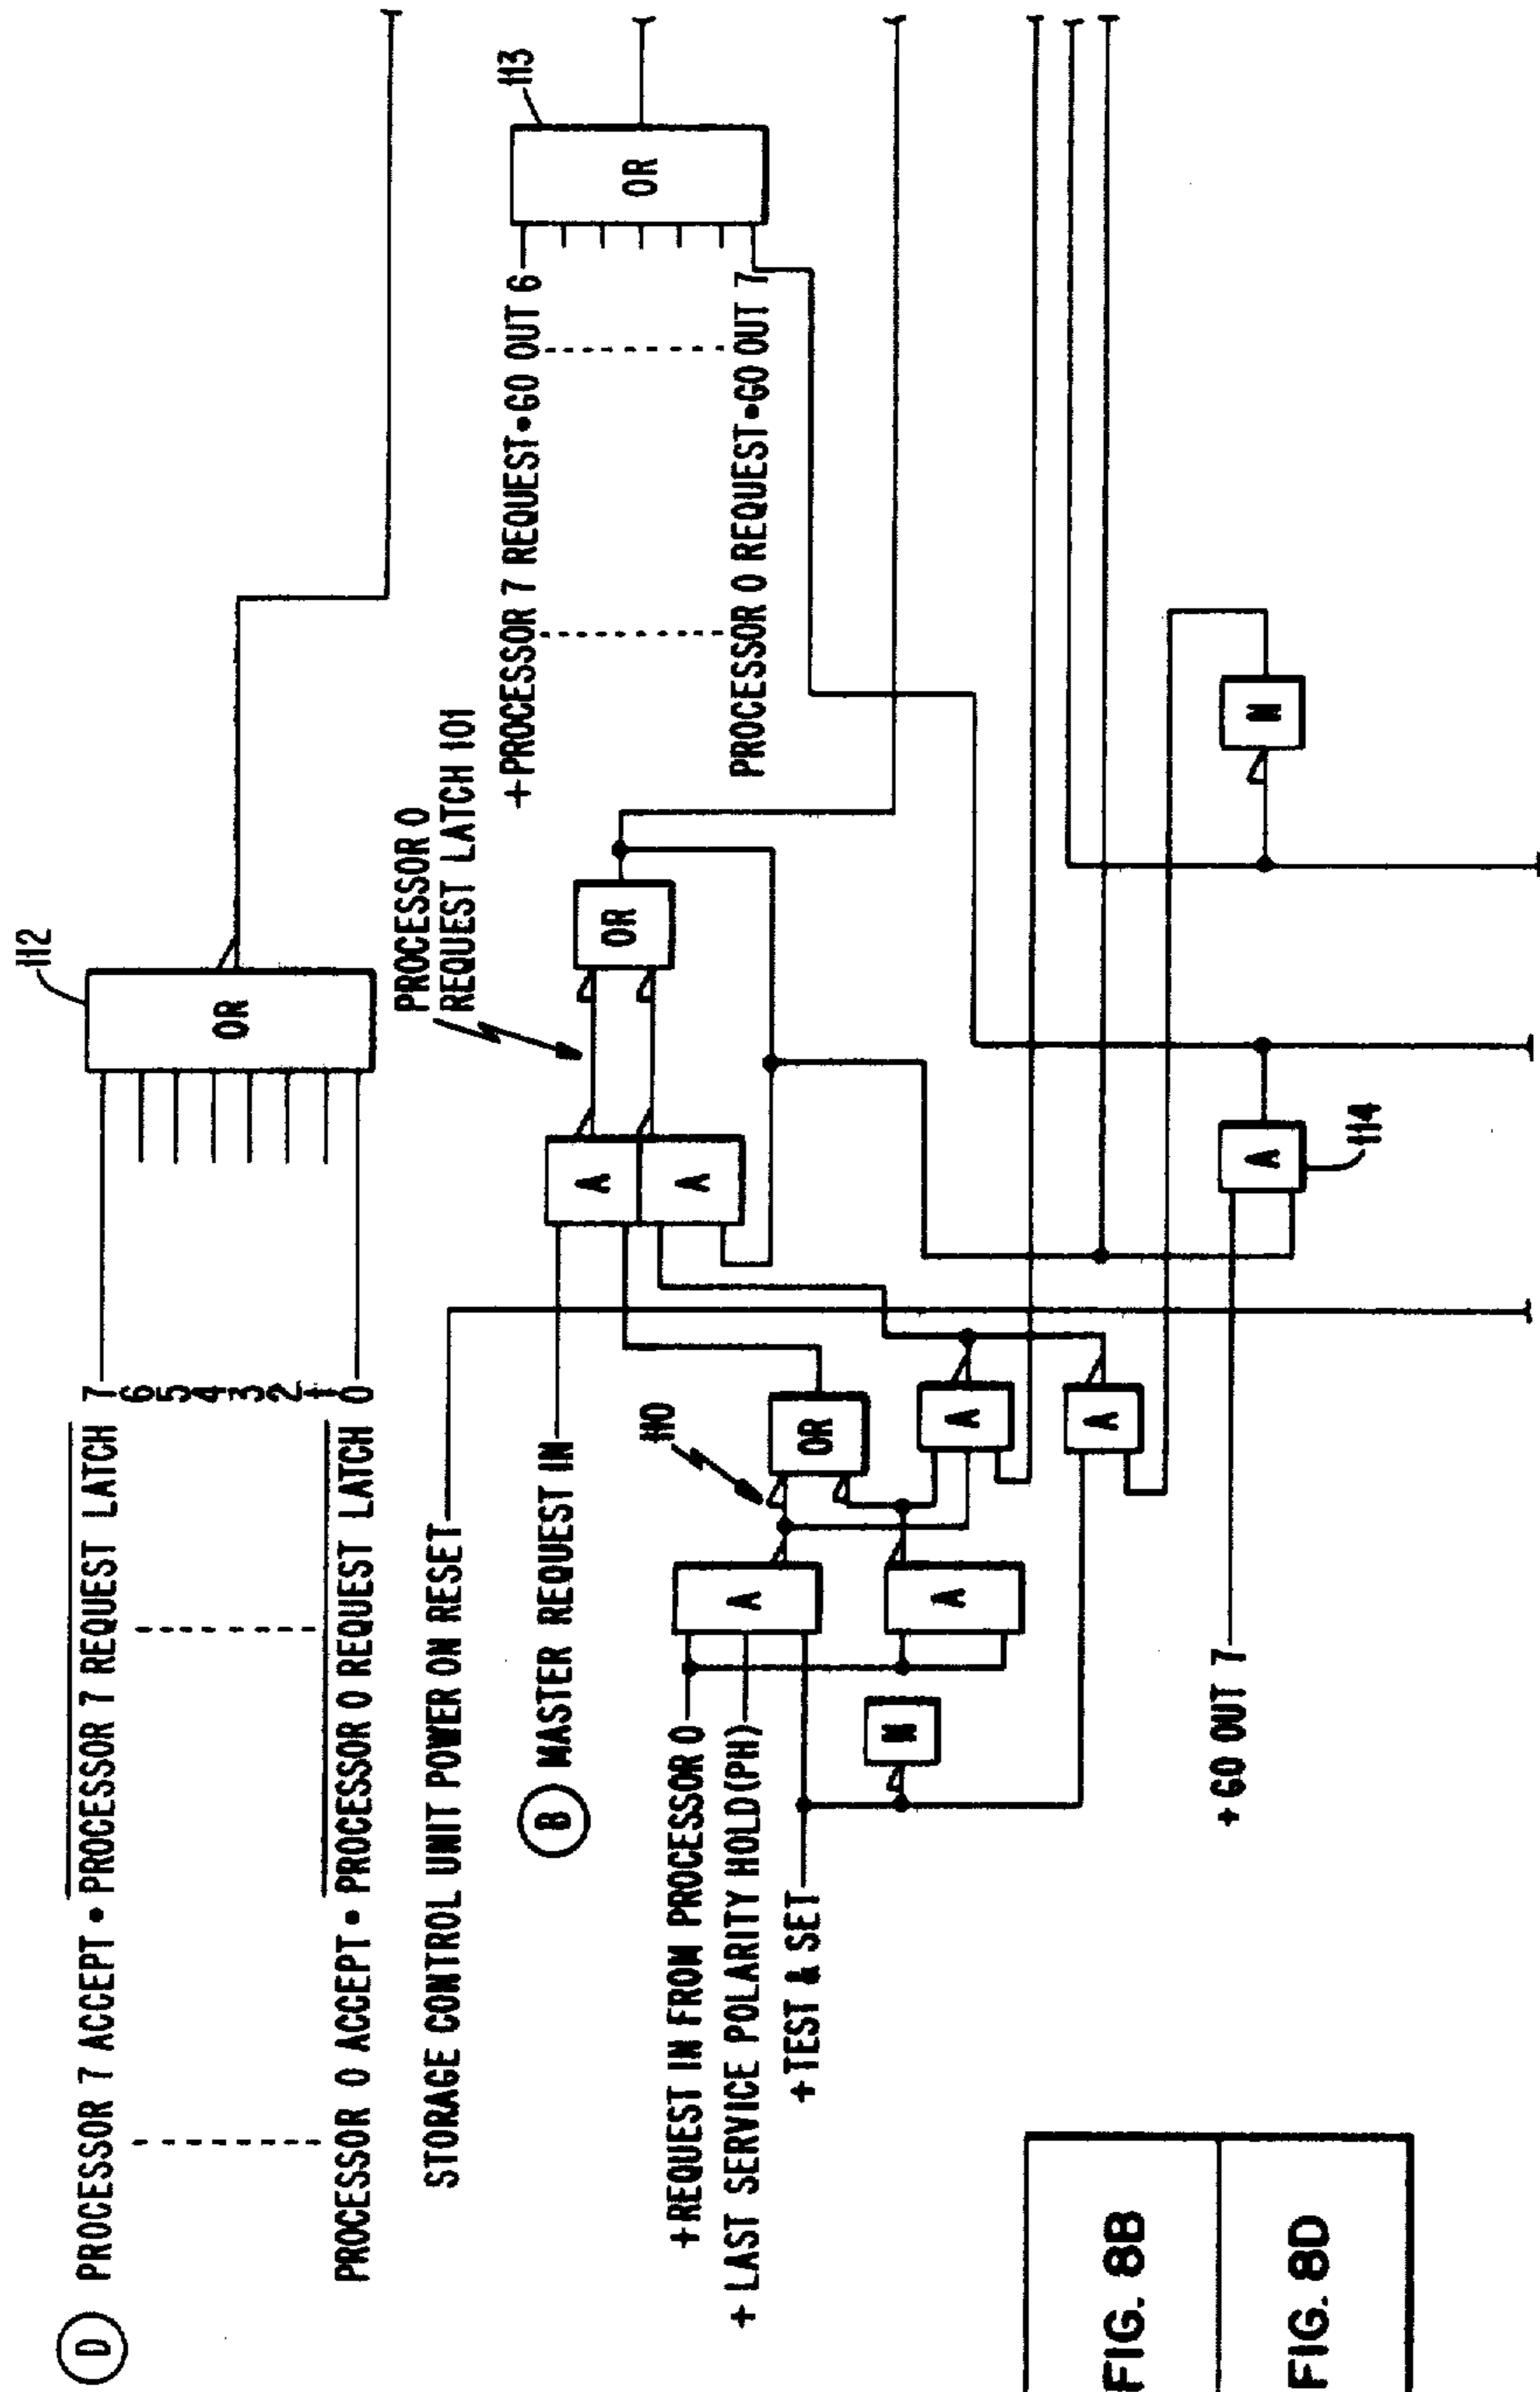 112
D PROCESSOR 7 ACCEPT • PROCESSOR 7 REQUEST LATCH 7
6
5
4
3
2
1
PROCESSOR 0 ACCEPT • PROCESSOR 0 REQUEST LATCH 0
OR
STORAGE CONTROL UNIT POWER ON RESET
PROCESSOR 0
REQUEST LATCH 101
113
+PROCESSOR 7 REQUEST•GO OUT 6
OR
PROCESSOR 0 REQUEST•GO OUT 7
B MASTER REQUEST IN
A
A
OR
110
+REQUEST IN FROM PROCESSOR 0
+ LAST SERVICE POLARITY HOLD(PH)
+TEST & SET
A
OR
N
A
A
A
+ GO OUT 7
A
114
N
FIG. 8B
FIG. 8D